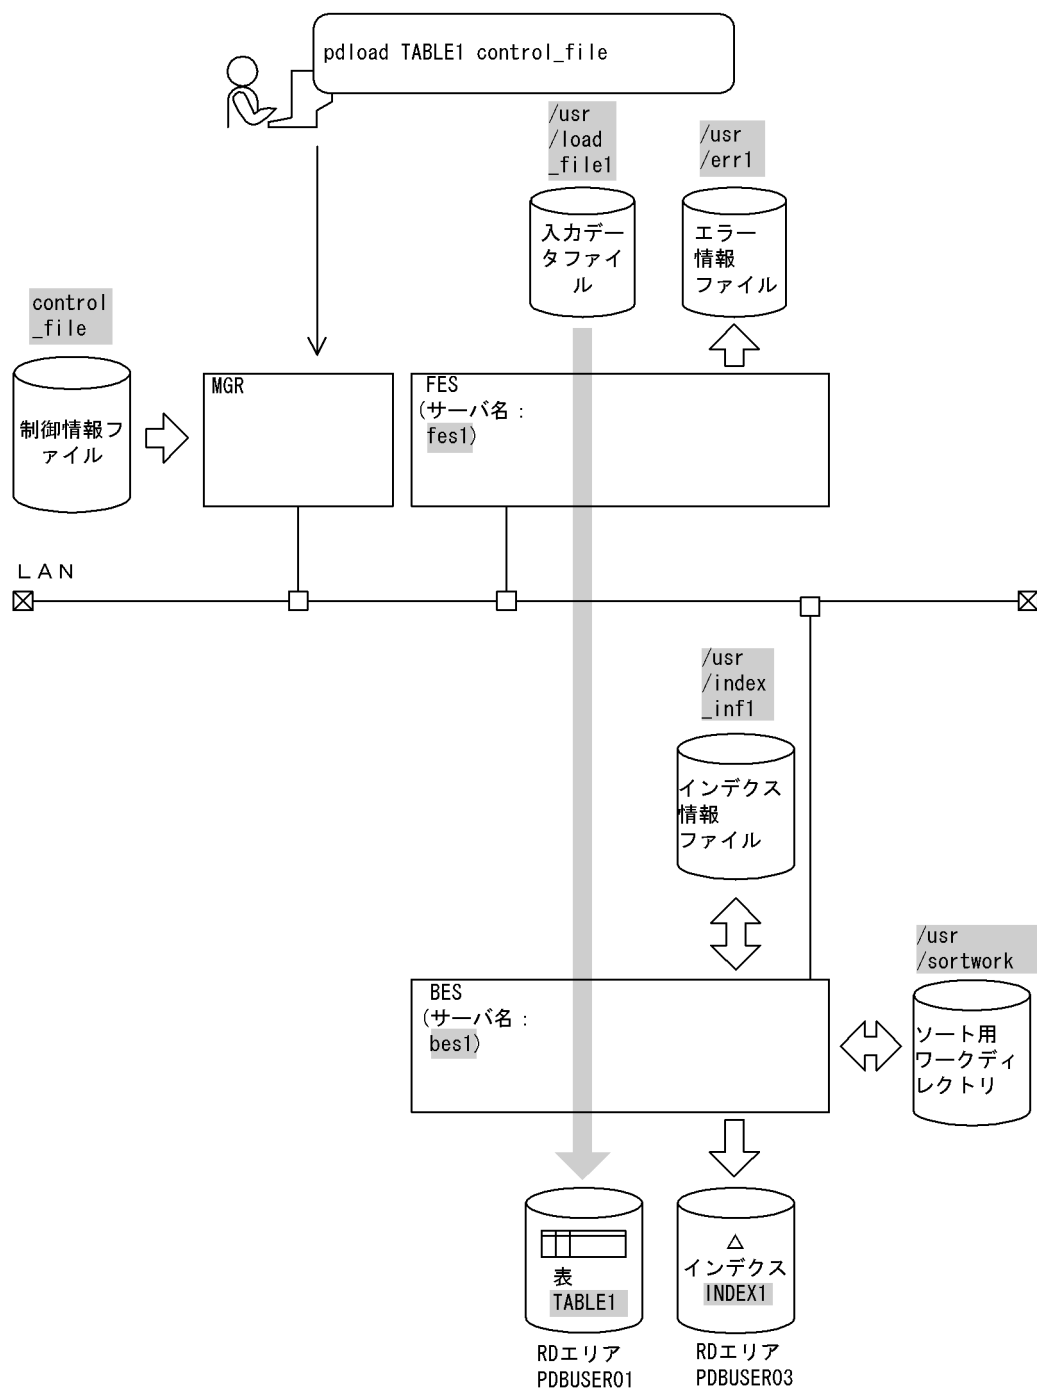 pdload TABLE1 control_file
/usr
/load
_file1
/usr
/err1
入力デー
タファイ
ル
エラー
情報
ファイル
control
_file
制御情報フ
ァイル
MGR
FES
(サーバ名：
fes1)
ＬＡＮ
/usr
/index
_inf1
インデクス
情報
ファイル
/usr
/sortwork
BES
(サーバ名：
bes1)
ソート用
ワークディ
レクトリ
表
TABLE1
△
インデクス
INDEX1
RDエリア
PDBUSER01
RDエリア
PDBUSER03